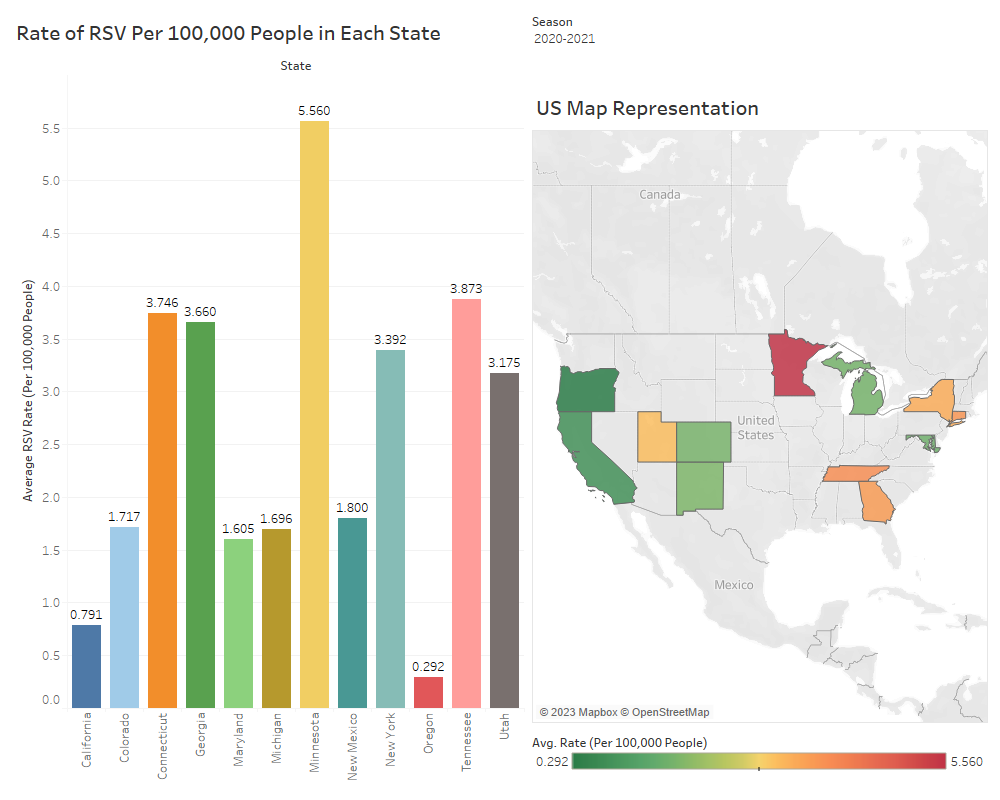 Rate of RSV Per 100,000 People in Each State
Season
2020-2021
State
US Map Representation
Average RSV Rate (Per 100,000 People)
5.5
5.0
4.5
4.0
3.5
3.0
2.5
2.0
1.5
1.0
0.5
0.0
0.791
1.717
3.746
3.660
1.605
1.696
5.560
1.800
3.392
0.292
3.873
3.175
California
Colorado
Connecticut
Georgia
Maryland
Michigan
Minnesota
New Mexico
New York
Oregon
Tennessee
Utah
Canada
United
States
Mexico
© 2023 Mapbox © OpenStreetMap
Avg. Rate (Per 100,000 People)
0.292
5.560